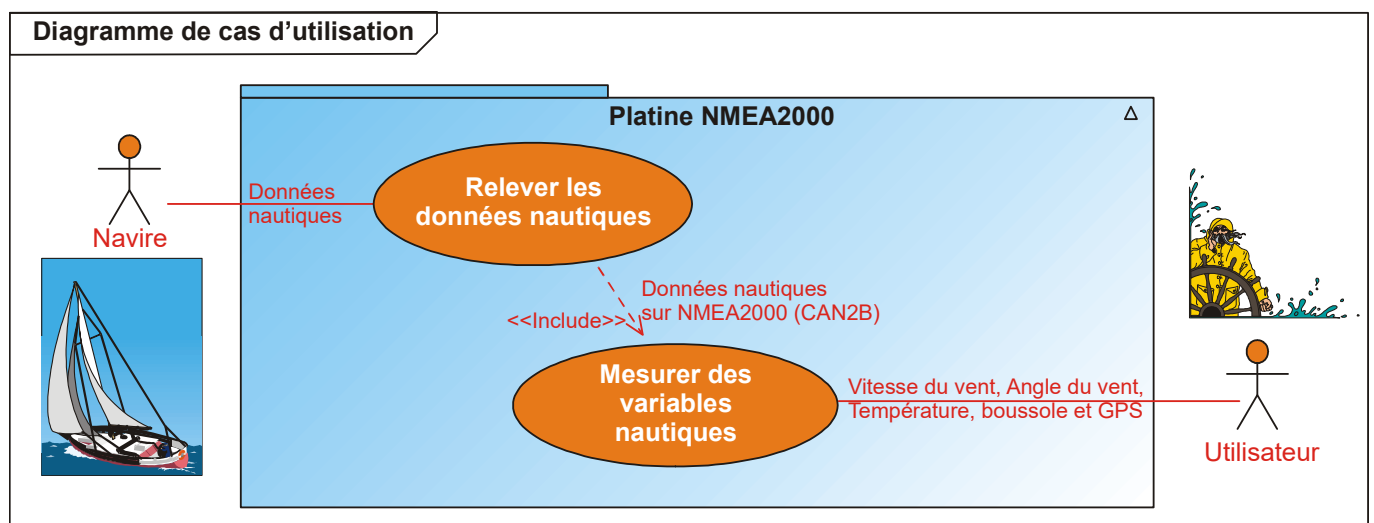 Diagramme de cas d’utilisation
Platine NMEA2000
Δ
Relever les
données nautiques
Données
nautiques
Navire
Données nautiques
sur NMEA2000 (CAN2B)
<<Include>>
Mesurer des
variables
nautiques
Vitesse du vent, Angle du vent,
Température, boussole et GPS
Utilisateur